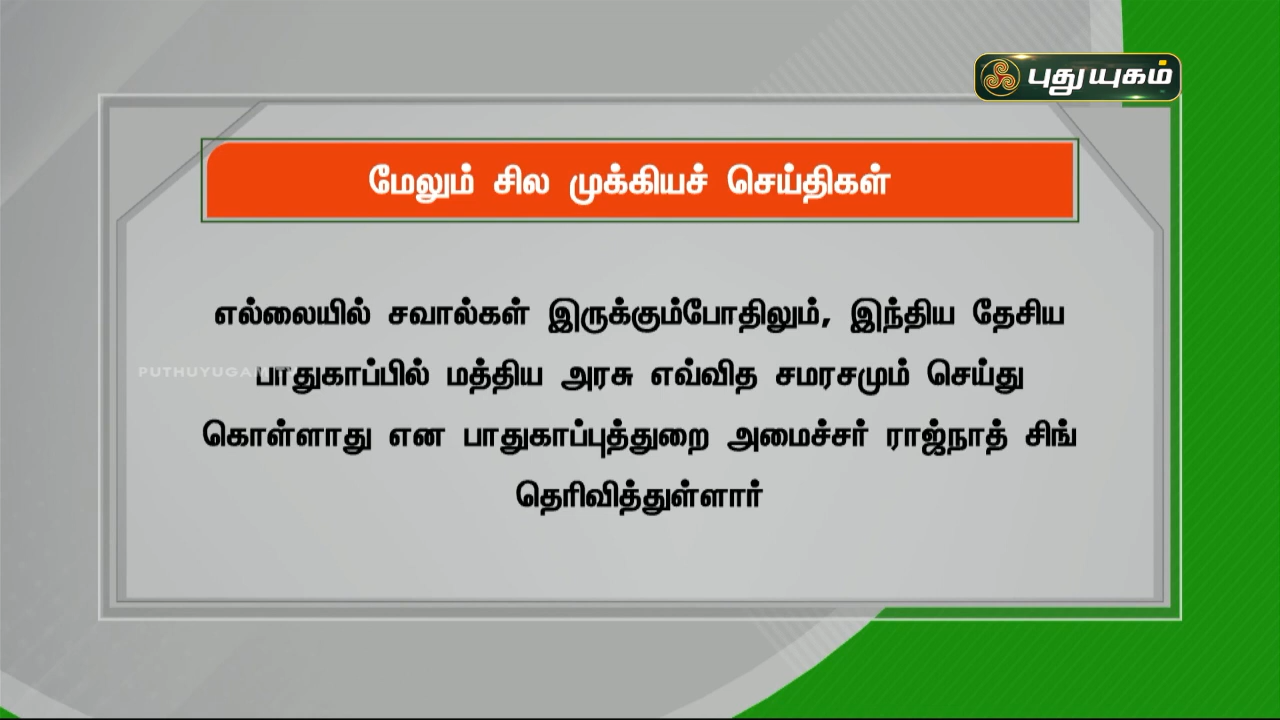 புதுயுகம்
மேலும் சில முக்கியச் செய்திகள்
எல்லையில் சவால்கள் இருக்கும்போதிலும், இந்திய தேசிய
பாதுகாப்பில் மத்திய அரசு எவ்வித சமரசமும் செய்து
கொள்ளாது என பாதுகாப்புத்துறை அமைச்சர் ராஜ்நாத் சிங்
தெரிவித்துள்ளார்